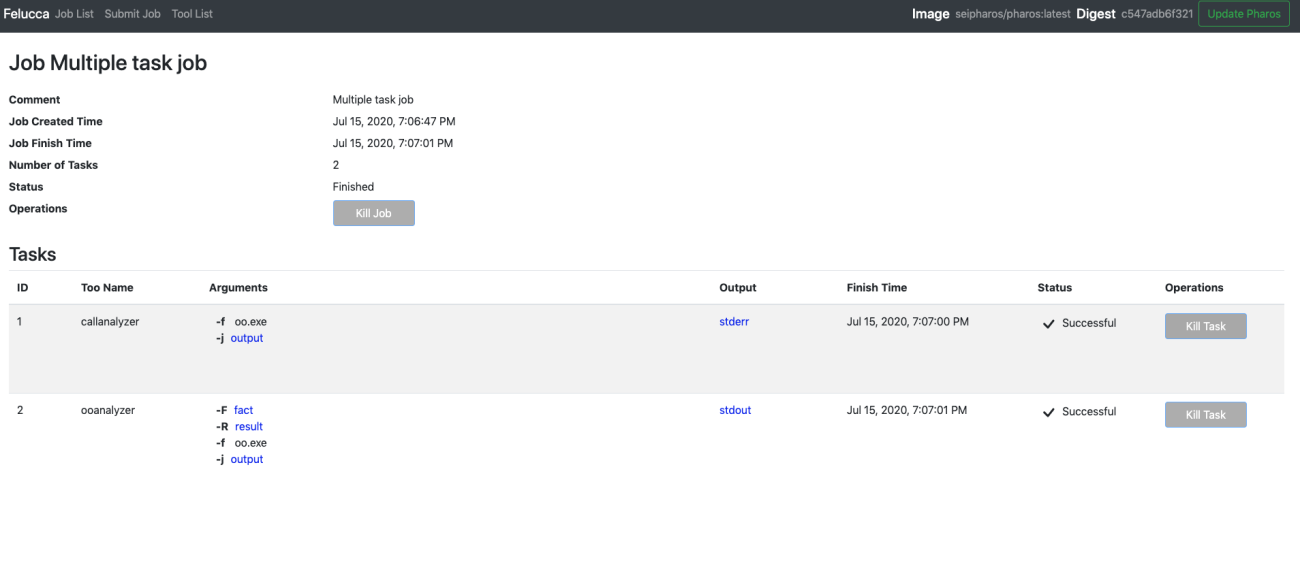 Felucca Job List Submit Job Tool List Image seipharos/pharos:latest Digest c547adb6f321 Update Pharos
Job Multiple task job
Comment Multiple task job
Job Created Time Jul 15, 2020, 7:06:47 PM
Job Finish Time Jul 15, 2020, 7:07:01 PM
Number of Tasks 2
Status Finished
Operations Kill Job
Tasks
ID Too Name Arguments Output Finish Time Status Operations
1 callanalyzer -f oo.exe stderr Jul 15, 2020, 7:07:00 PM Successful Kill Task
-j output
2 ooanalyzer -F fact stdout Jul 15, 2020, 7:07:01 PM Successful Kill Task
-R result
-f oo.exe
-j output